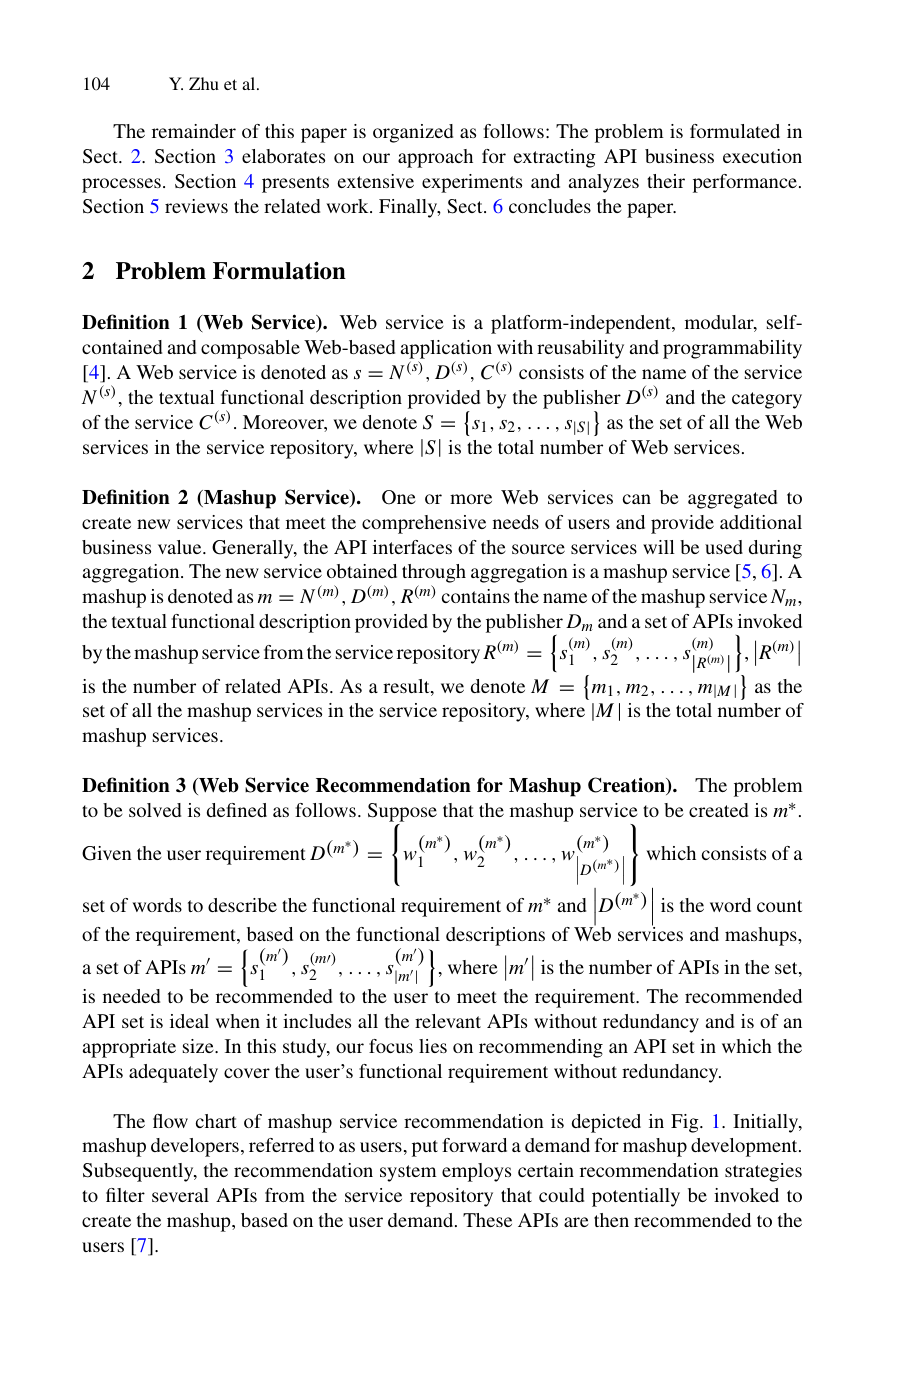 104 Y. Zhu et al.
The remainder of this paper is organized as follows: The problem is formulated in
Sect. 2. Section 3 elaborates on our approach for extracting API business execution
processes. Section 4 presents extensive experiments and analyzes their performance.
Section 5 reviews the related work. Finally, Sect. 6 concludes the paper.
2 Problem Formulation
Definition 1 (Web Service). Web service is a platform-independent, modular, self-
contained and composable Web-based application with reusability and programmability
[4]. A Web service is denoted as s = N^(s), D^(s), C^(s) consists of the name of the service
N^(s), the textual functional description provided by the publisher D^(s) and the category
of the service C^(s). Moreover, we denote S = {s_1, s_2, . . . , s_|S|} as the set of all the Web
services in the service repository, where |S| is the total number of Web services.
Definition 2 (Mashup Service). One or more Web services can be aggregated to
create new services that meet the comprehensive needs of users and provide additional
business value. Generally, the API interfaces of the source services will be used during
aggregation. The new service obtained through aggregation is a mashup service [5, 6]. A
mashup is denoted as m = N^(m), D^(m), R^(m) contains the name of the mashup service N_m,
the textual functional description provided by the publisher D_m and a set of APIs invoked
by the mashup service from the service repository R^(m) = {s_1^(m), s_2^(m), . . . , s_|R^(m)|^(m)}, |R^(m)|
is the number of related APIs. As a result, we denote M = {m_1, m_2, . . . , m_|M|} as the
set of all the mashup services in the service repository, where |M| is the total number of
mashup services.
Definition 3 (Web Service Recommendation for Mashup Creation). The problem
to be solved is defined as follows. Suppose that the mashup service to be created is m*.
Given the user requirement D^(m*) = {w_1^(m*), w_2^(m*), . . . , w_|D^(m*)|^(m*)} which consists of a
set of words to describe the functional requirement of m* and |D^(m*)| is the word count
of the requirement, based on the functional descriptions of Web services and mashups,
a set of APIs m′ = {s_1^(m′), s_2^(m′), . . . , s_|m′|^(m′)}, where |m′| is the number of APIs in the set,
is needed to be recommended to the user to meet the requirement. The recommended
API set is ideal when it includes all the relevant APIs without redundancy and is of an
appropriate size. In this study, our focus lies on recommending an API set in which the
APIs adequately cover the user's functional requirement without redundancy.
The flow chart of mashup service recommendation is depicted in Fig. 1. Initially,
mashup developers, referred to as users, put forward a demand for mashup development.
Subsequently, the recommendation system employs certain recommendation strategies
to filter several APIs from the service repository that could potentially be invoked to
create the mashup, based on the user demand. These APIs are then recommended to the
users [7].